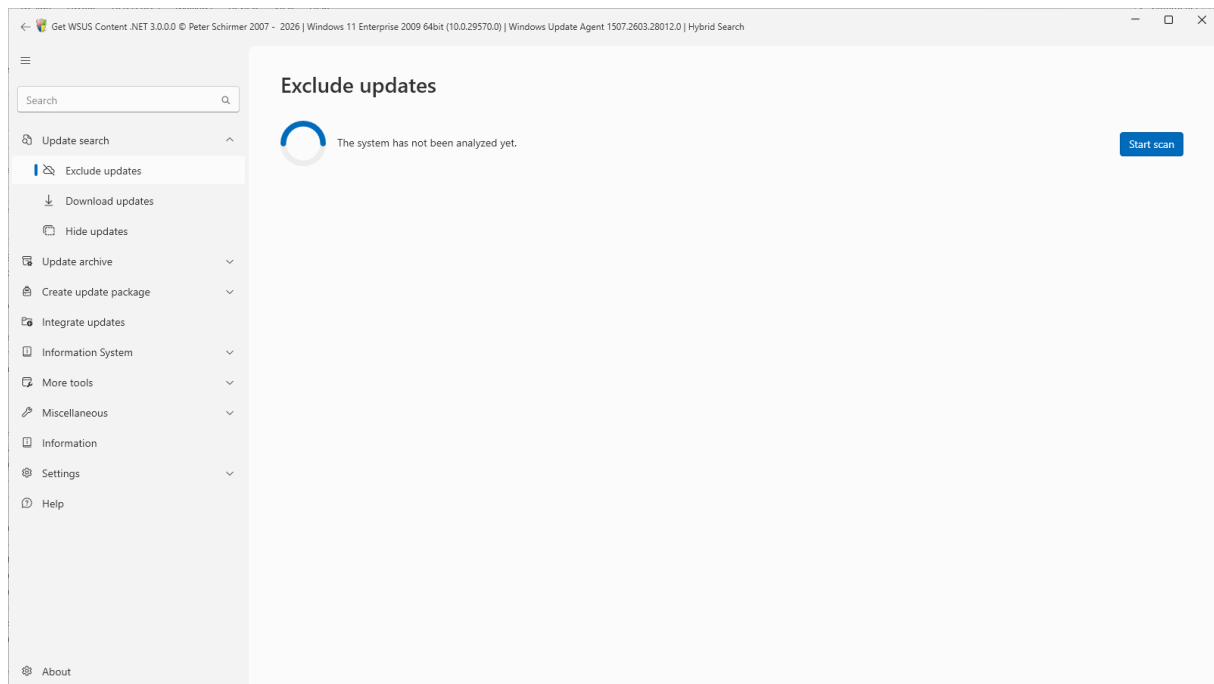 Get WSUS Content .NET 3.0.0.0 © Peter Schirmer 2007 - 2026 | Windows 11 Enterprise 2009 64bit (10.0.29570.0) | Windows Update Agent 1507.2603.28012.0 | Hybrid Search
Search
Update search
Exclude updates
Download updates
Hide updates
Update archive
Create update package
Integrate updates
Information System
More tools
Miscellaneous
Information
Settings
Help
About
Exclude updates
The system has not been analyzed yet.
Start scan